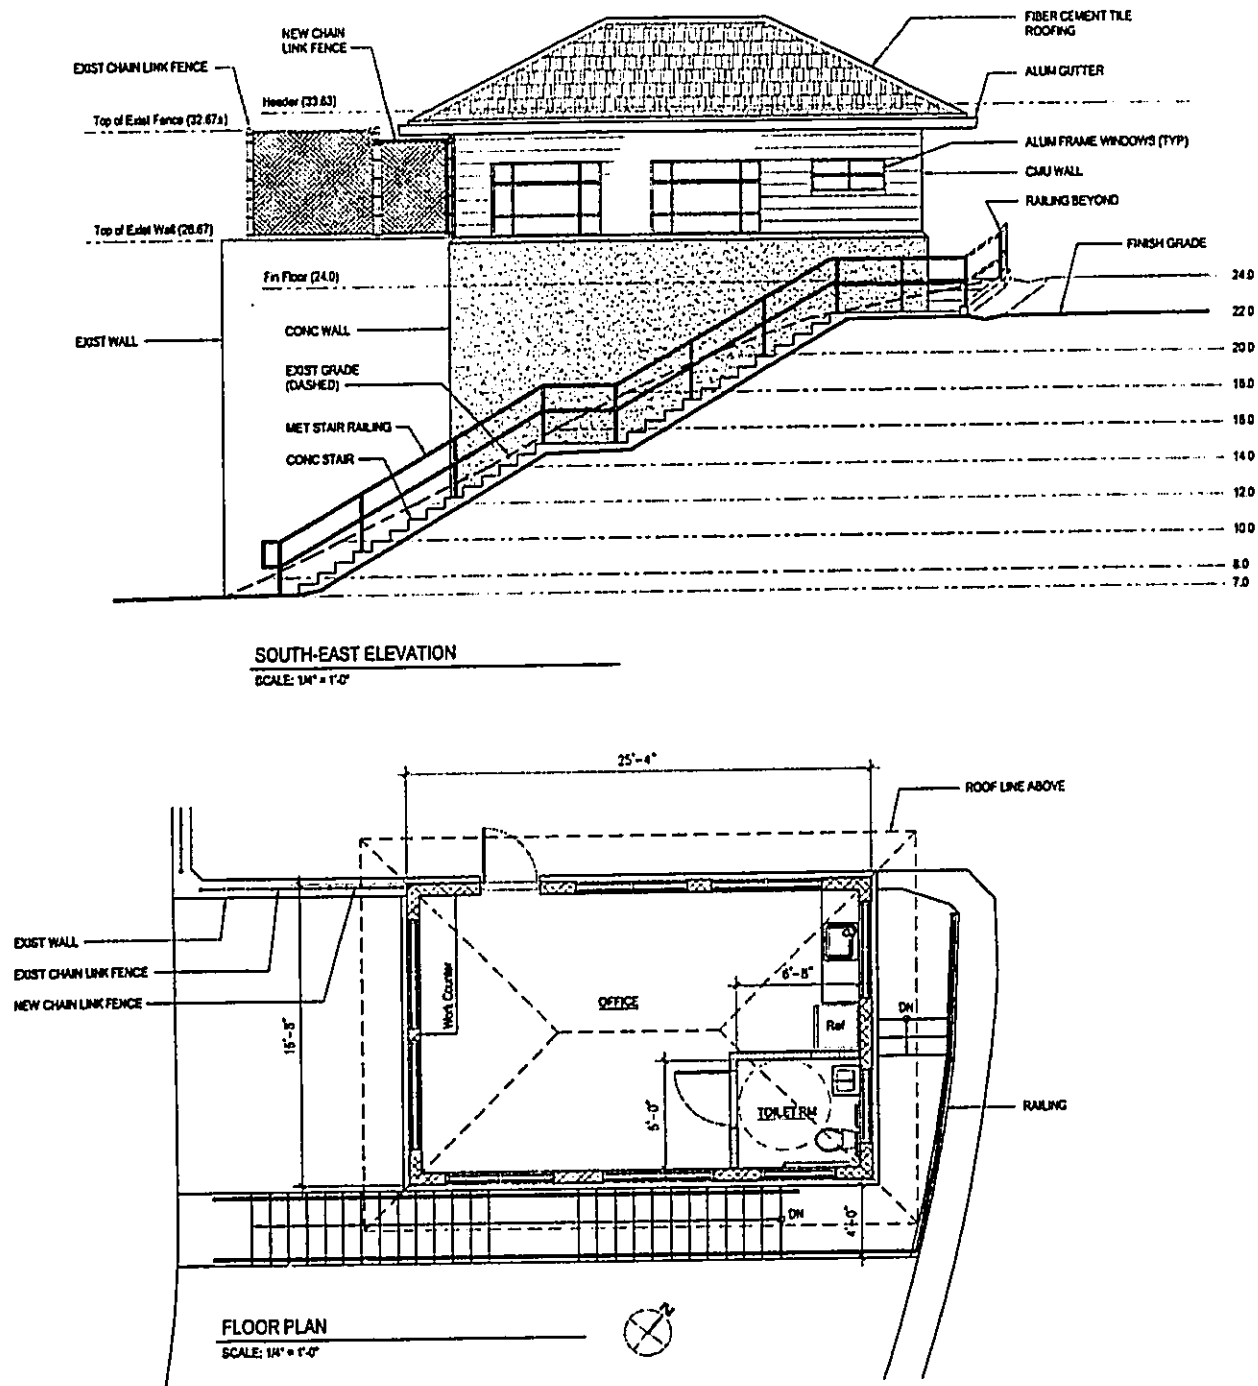 FIBER CEMENT TILE
ROOFING
NEW CHAIN
LINK FENCE
EXIST CHAIN LINK FENCE
ALUM GUTTER
Header (33.63)
Top of Exist Fence (32.67±)
ALUM FRAME WINDOWS (TYP)
CMU WALL
RAILING BEYOND
Top of Exist Wall (26.67)
FINISH GRADE
Fin Floor (24.0)
24.0
22.0
CONC WALL
EXIST WALL
20.0
EXIST GRADE
(DASHED)
18.0
MET STAIR RAILING
16.0
CONC STAIR
14.0
12.0
10.0
8.0
7.0
SOUTH-EAST ELEVATION
SCALE: 1/4" = 1'-0"
25'-4"
ROOF LINE ABOVE
EXIST WALL
EXIST CHAIN LINK FENCE
NEW CHAIN LINK FENCE
Work Counter
OFFICE
6'-8"
Ref
DN
5'-0"
TOILET RM
RAILING
DN
4'-0"
N
FLOOR PLAN
SCALE: 1/4" = 1'-0"